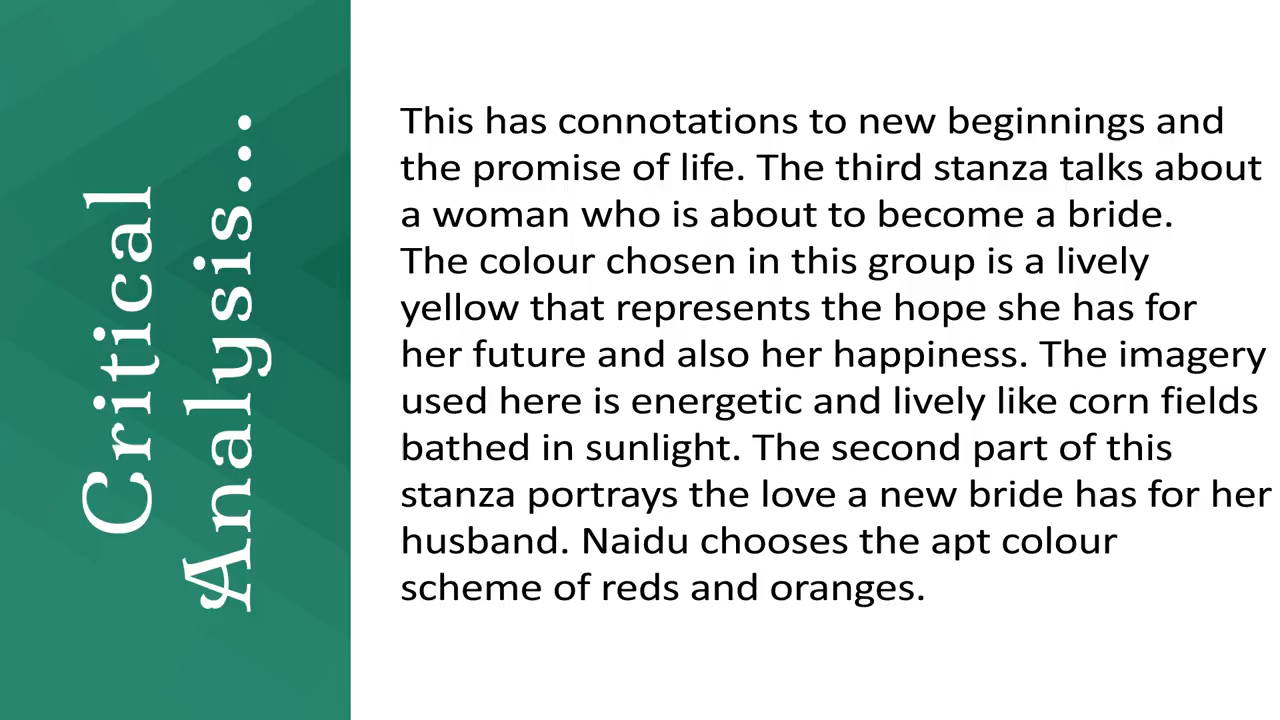 Critical
Analysis...
This has connotations to new beginnings and
the promise of life. The third stanza talks about
a woman who is about to become a bride.
The colour chosen in this group is a lively
yellow that represents the hope she has for
her future and also her happiness. The imagery
used here is energetic and lively like corn fields
bathed in sunlight. The second part of this
stanza portrays the love a new bride has for her
husband. Naidu chooses the apt colour
scheme of reds and oranges.